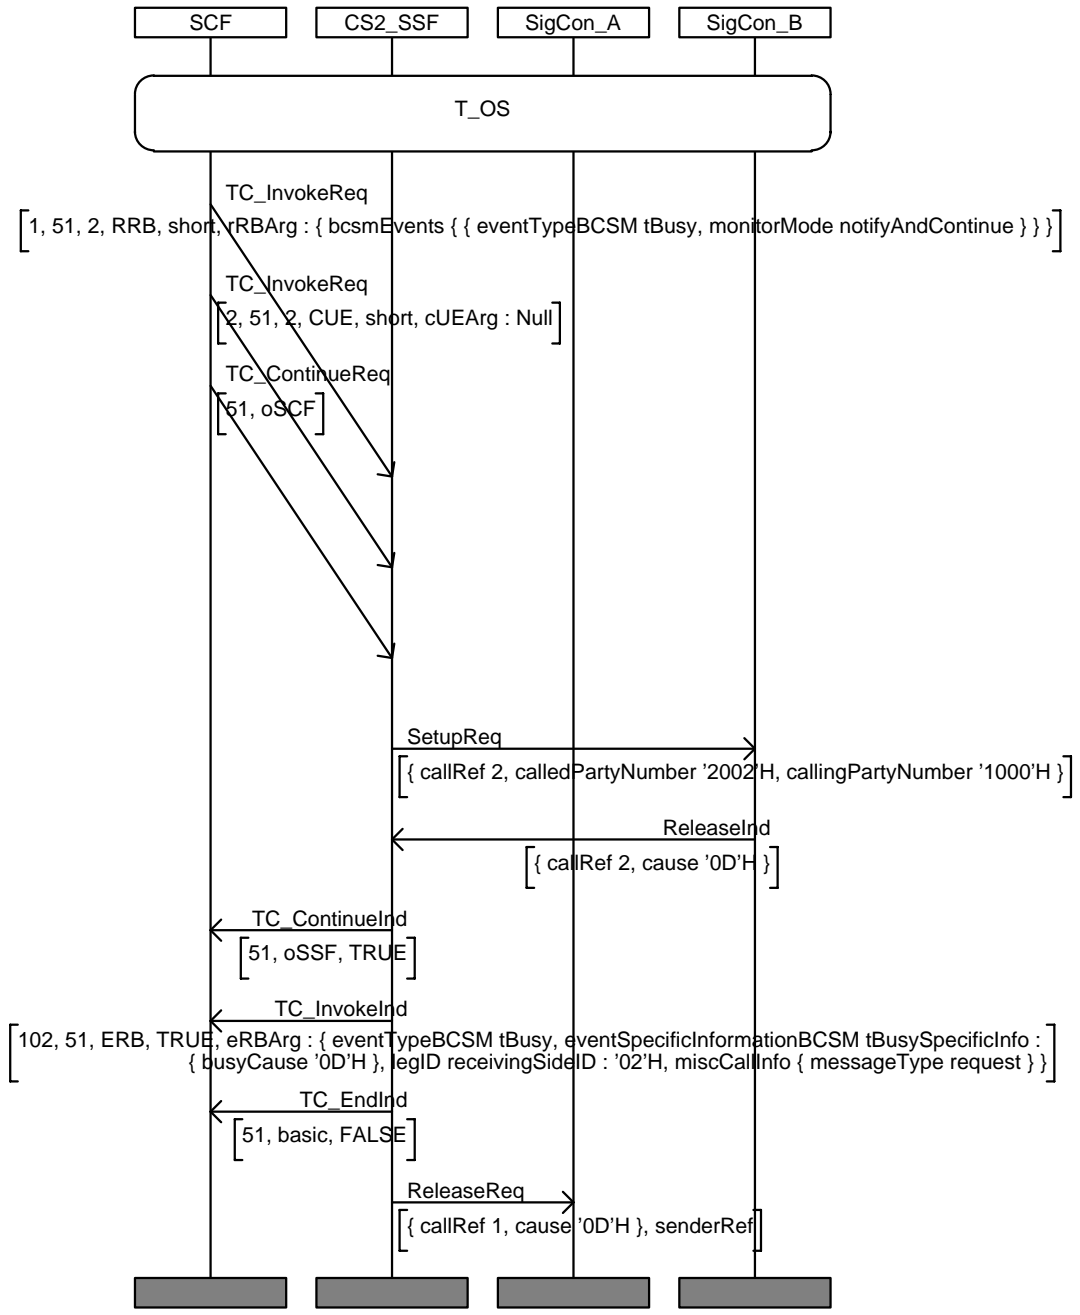 SCF
CS2_SSF
SigCon_A
SigCon_B
T_OS
TC_InvokeReq
1, 51, 2, RRB, short, rRBArg : { bcsmEvents { { eventTypeBCSM tBusy, monitorMode notifyAndContinue } } }
TC_InvokeReq
2, 51, 2, CUE, short, cUEArg : Null
TC_ContinueReq
51, oSCF
SetupReq
{ callRef 2, calledPartyNumber '2002'H, callingPartyNumber '1000'H }
ReleaseInd
{ callRef 2, cause '0D'H }
TC_ContinueInd
51, oSSF, TRUE
TC_InvokeInd
102, 51, ERB, TRUE, eRBArg : { eventTypeBCSM tBusy, eventSpecificInformationBCSM tBusySpecificInfo :
{ busyCause '0D'H }, legID receivingSideID : '02'H, miscCallInfo { messageType request } }
TC_EndInd
51, basic, FALSE
ReleaseReq
{ callRef 1, cause '0D'H }, senderRef